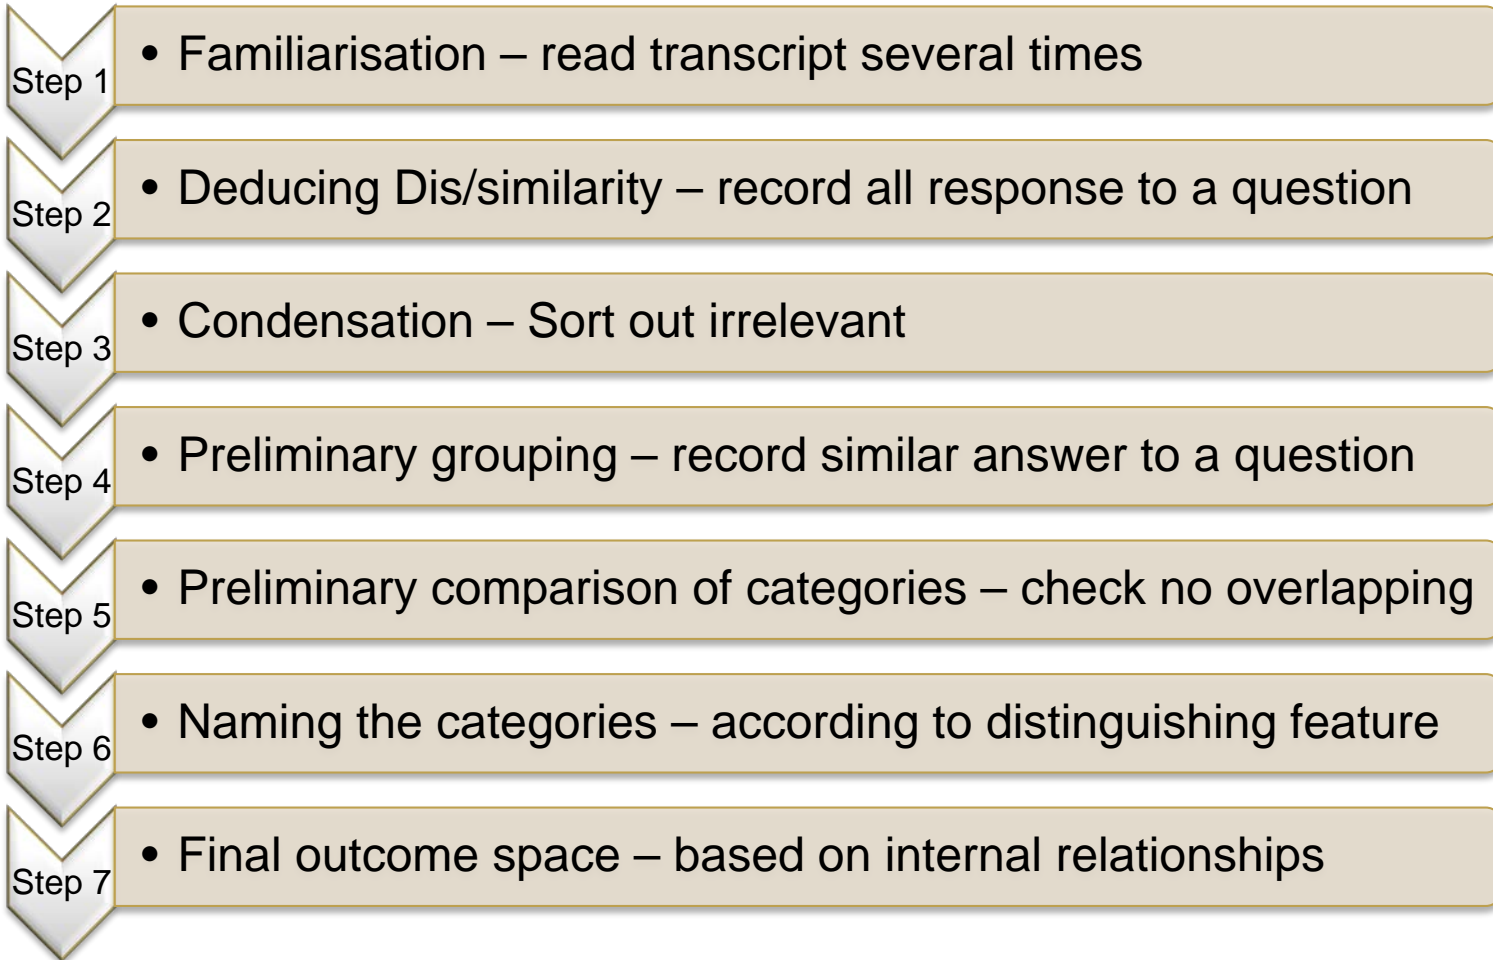 Step 1
• Familiarisation – read transcript several times
Step 2
• Deducing Dis/similarity – record all response to a question
Step 3
• Condensation – Sort out irrelevant
Step 4
• Preliminary grouping – record similar answer to a question
Step 5
• Preliminary comparison of categories – check no overlapping
Step 6
• Naming the categories – according to distinguishing feature
Step 7
• Final outcome space – based on internal relationships